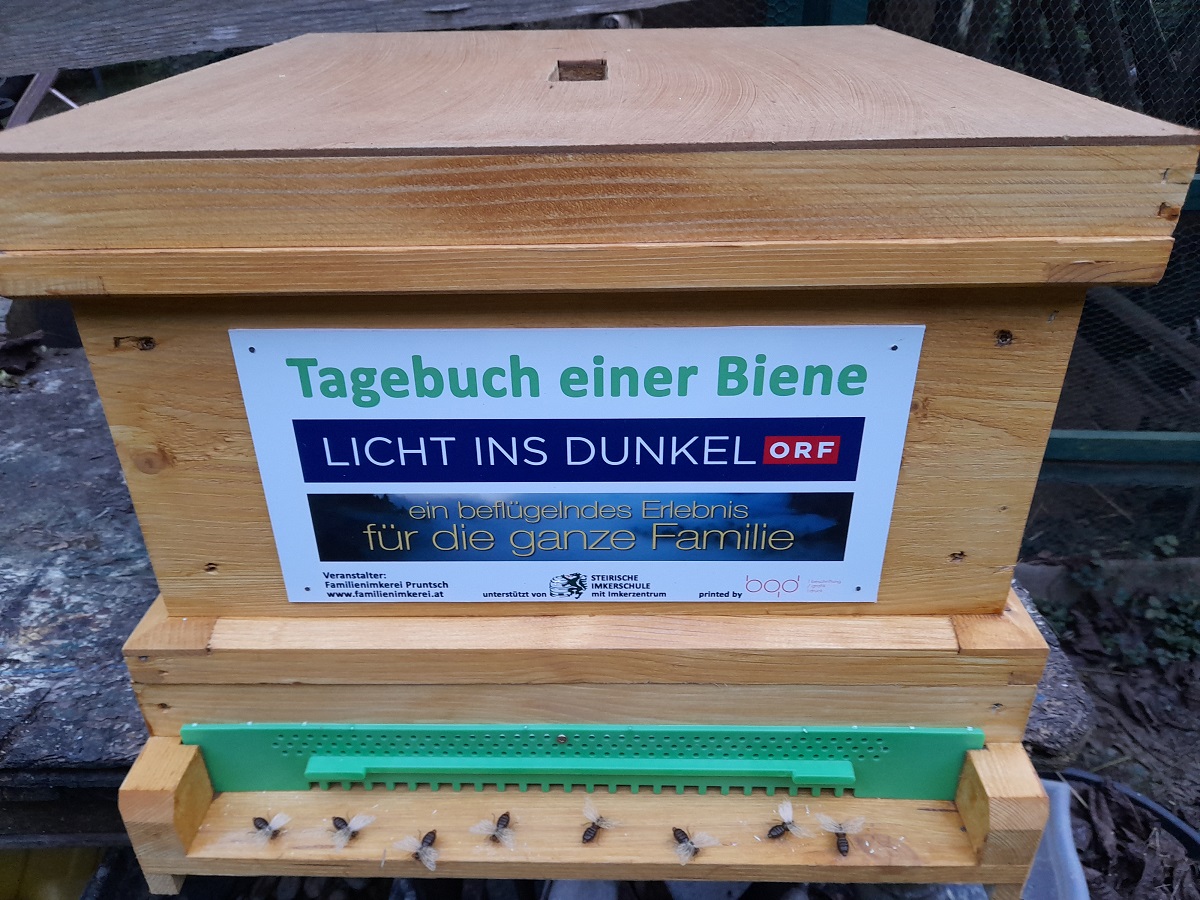 Tagebuch einer Biene
LICHT INS DUNKEL ORF
ein beflügelndes Erlebnis
für die ganze Familie
Veranstalter:
Familienimkerei Pruntsch
www.familienimkerei.at
unterstützt von
STEIRISCHE
IMKERSCHULE
mit Imkerzentrum
printed by
bgd